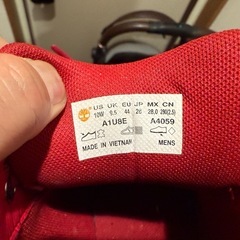 US UK EU JP MX CN
10W 9,5 44 28 28,0 280(2.5)
A1U8E A4059
MADE IN VIETNAM MENS